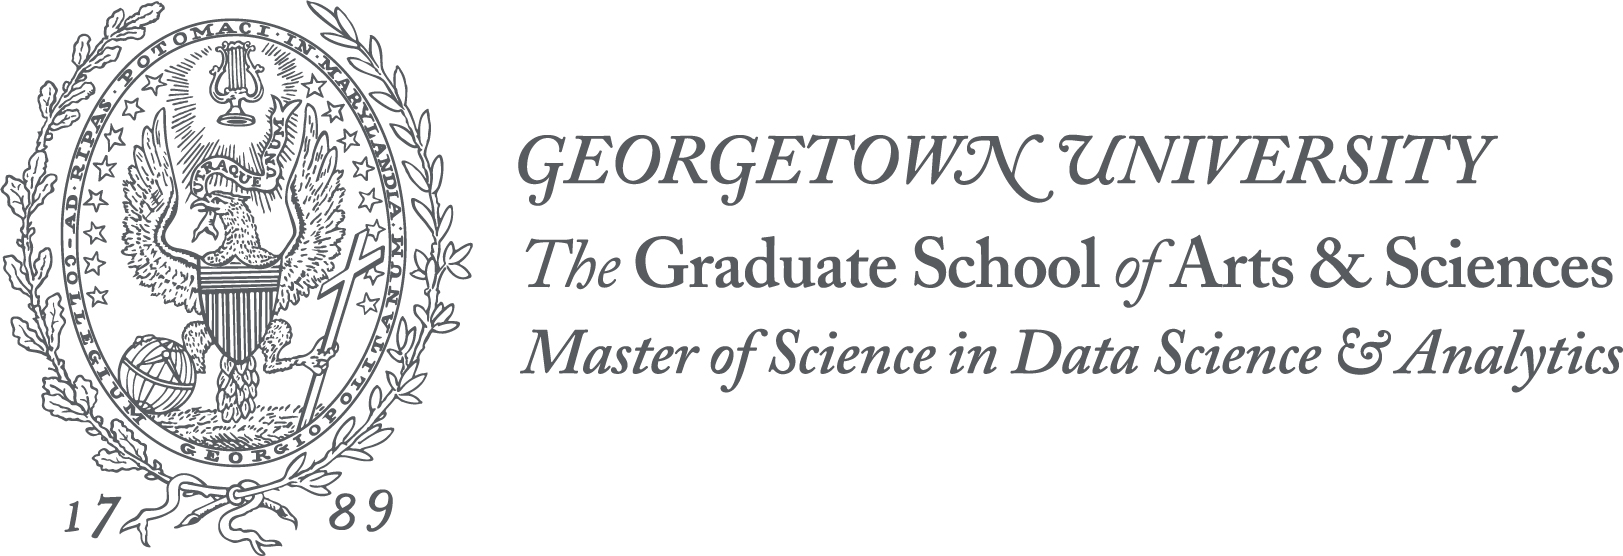 COLLEGIUM GEORGIOPOLITANUM
AD·RIPAS·POTOMACI·IN·MARYLANDIA
UTRAQUE UNUM
17 89
GEORGETOWN UNIVERSITY
The Graduate School of Arts & Sciences
Master of Science in Data Science & Analytics